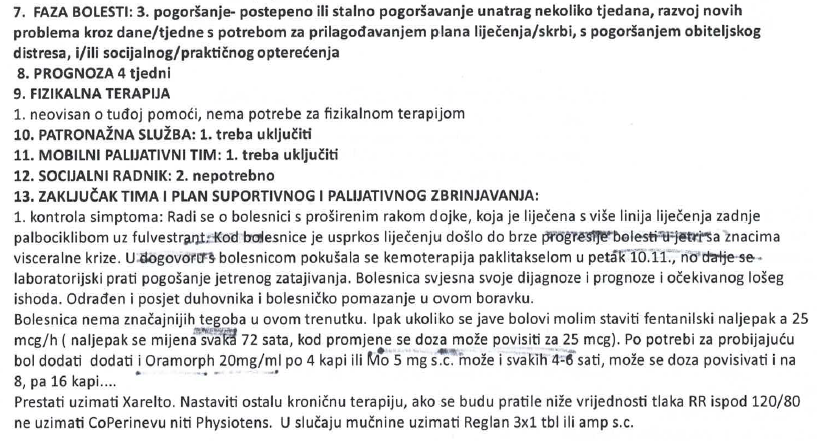 7. FAZA BOLESTI: 3. pogoršanje- postepeno ili stalno pogoršavanje unatrag nekoliko tjedana, razvoj novih
problema kroz dane/tjedne s potrebom za prilagođavanjem plana liječenja/skrbi, s pogoršanjem obiteljskog
distresa, i/ili socijalnog/praktičnog opterećenja
8. PROGNOZA 4 tjedni
9. FIZIKALNA TERAPIJA
1. neovisan o tuđoj pomoći, nema potrebe za fizikalnom terapijom
10. PATRONAŽNA SLUŽBA: 1. treba uključiti
11. MOBILNI PALIJATIVNI TIM: 1. treba uključiti
12. SOCIJALNI RADNIK: 2. nepotrebno
13. ZAKLJUČAK TIMA I PLAN SUPORTIVNOG I PALIJATIVNOG ZBRINJAVANJA:
1. kontrola simptoma: Radi se o bolesnici s proširenim rakom dojke, koja je liječena s više linija liječenja zadnje
palbociklibom uz fulvestrant. Kod bolesnice je usprkos liječenju došlo do brze progresije bolesti u jetri sa znacima
visceralne krize. U dogovoru s bolesnicom pokušala se kemoterapija paklitakselom u petak 10.11., no dalje se
laboratorijski prati pogošanje jetrenog zatajivanja. Bolesnica svjesna svoje dijagnoze i prognoze i očekivanog lošeg
ishoda. Odrađen i posjet duhovnika i bolesničko pomazanje u ovom boravku.
Bolesnica nema značajnijih tegoba u ovom trenutku. Ipak ukoliko se jave bolovi molim staviti fentanilski naljepak a 25
mcg/h ( naljepak se mijena svaka 72 sata, kod promjene se doza može povisiti za 25 mcg). Po potrebi za probijajuću
bol dodati dodati i Oramorph 20mg/ml po 4 kapi ili Mo 5 mg s.c. može i svakih 4-6 sati, može se doza povisivati i na
8, pa 16 kapi....
Prestati uzimati Xarelto. Nastaviti ostalu kroničnu terapiju, ako se budu pratile niže vrijednosti tlaka RR ispod 120/80
ne uzimati CoPerinevu niti Physiotens. U slučaju mučnine uzimati Reglan 3x1 tbl ili amp s.c.